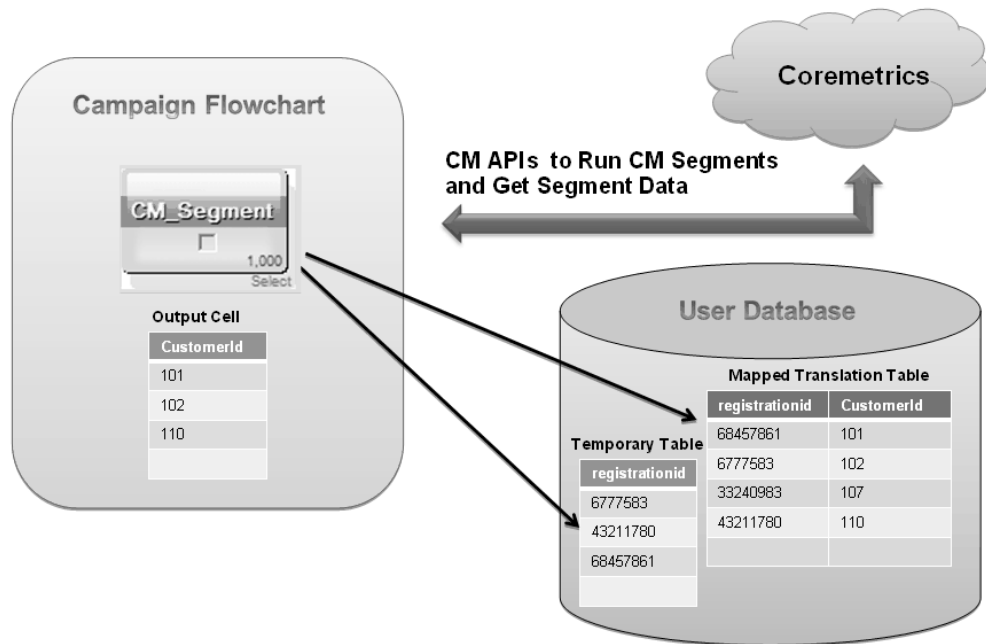 Coremetrics
Campaign Flowchart
CM APIs to Run CM Segments
and Get Segment Data
CM_Segment
1,000
Select
Output Cell
CustomerId
101
102
110
User Database
Mapped Translation Table
registrationid CustomerId
68457861 101
6777583 102
33240983 107
43211780 110
Temporary Table
registrationid
6777583
43211780
68457861